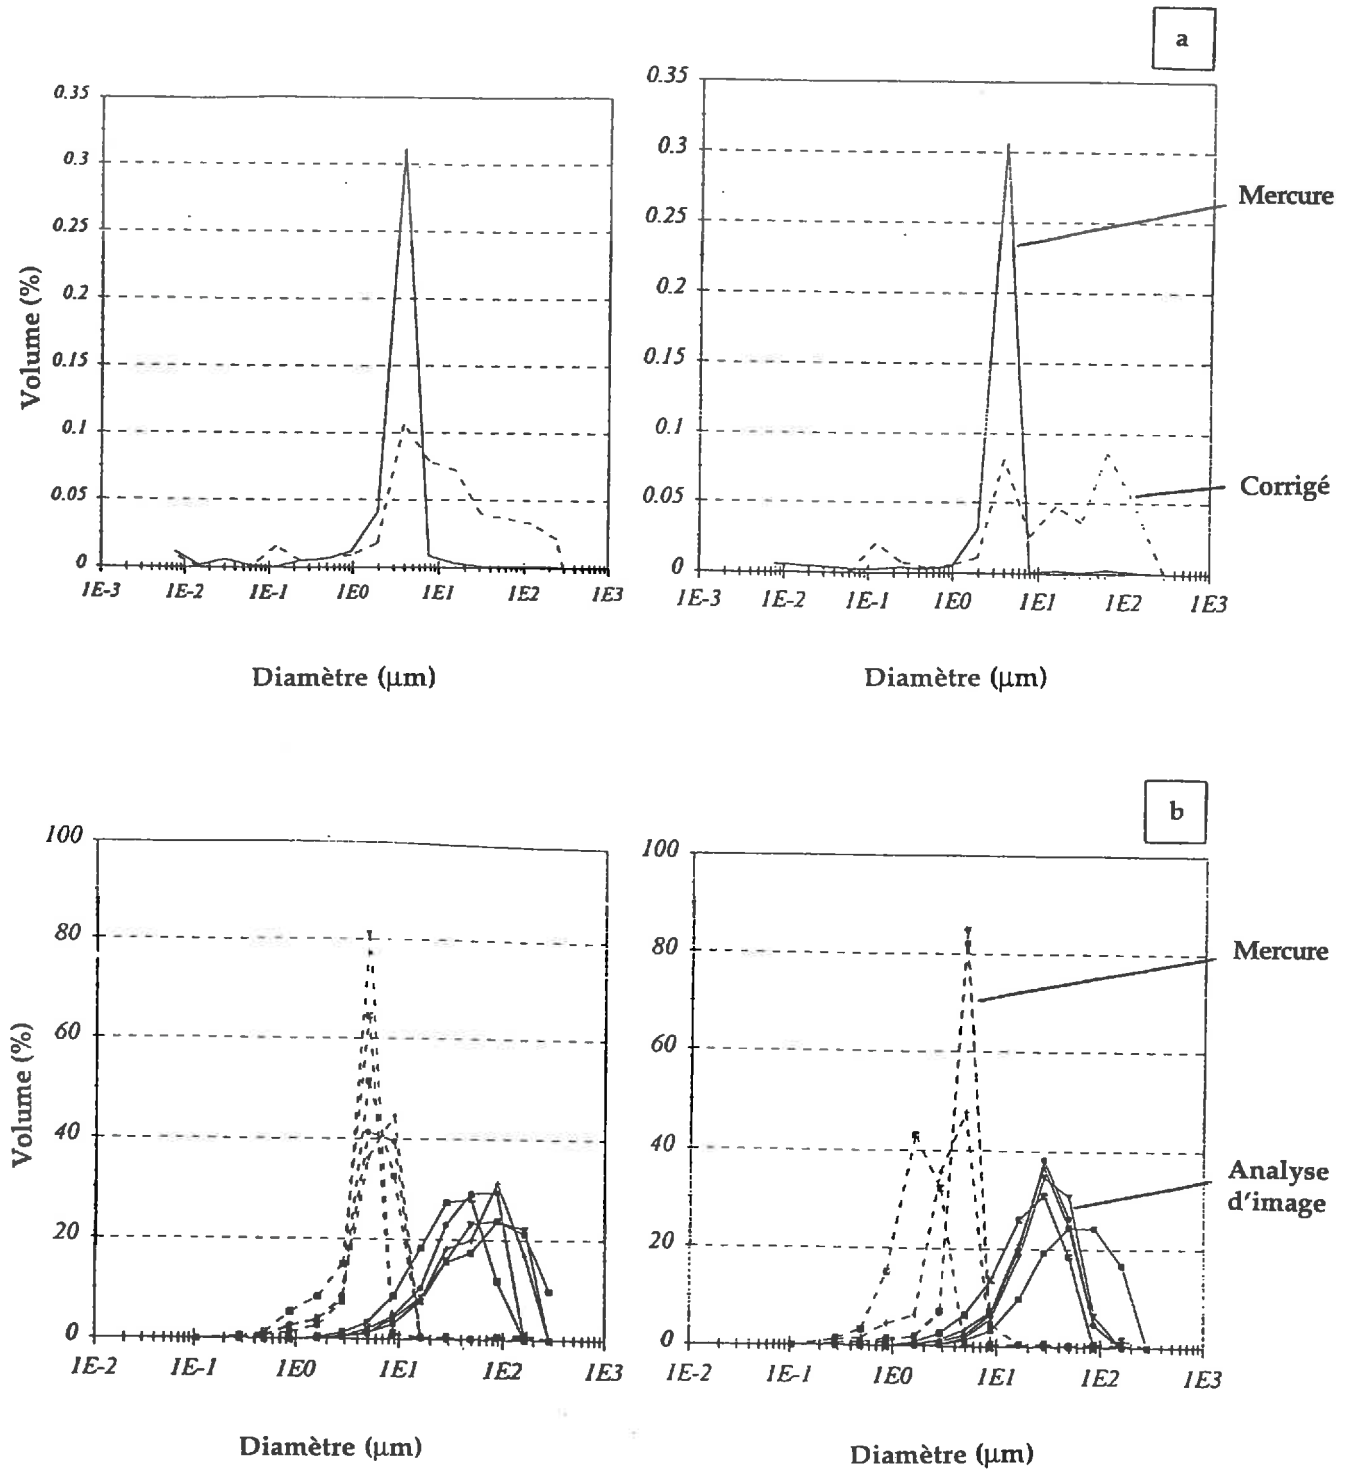 a
0.35
0.3
0.25
0.2
0.15
0.1
0.05
0
Volume (%)
1E-3 1E-2 1E-1 1E0 1E1 1E2 1E3
Diamètre (µm)
0.35
0.3
0.25
0.2
0.15
0.1
0.05
0
1E-3 1E-2 1E-1 1E0 1E1 1E2 1E3
Diamètre (µm)
Mercure
Corrigé
b
100
80
60
40
20
0
Volume (%)
1E-2 1E-1 1E0 1E1 1E2 1E3
Diamètre (µm)
100
80
60
40
20
0
1E-2 1E-1 1E0 1E1 1E2 1E3
Diamètre (µm)
Mercure
Analyse
d'image